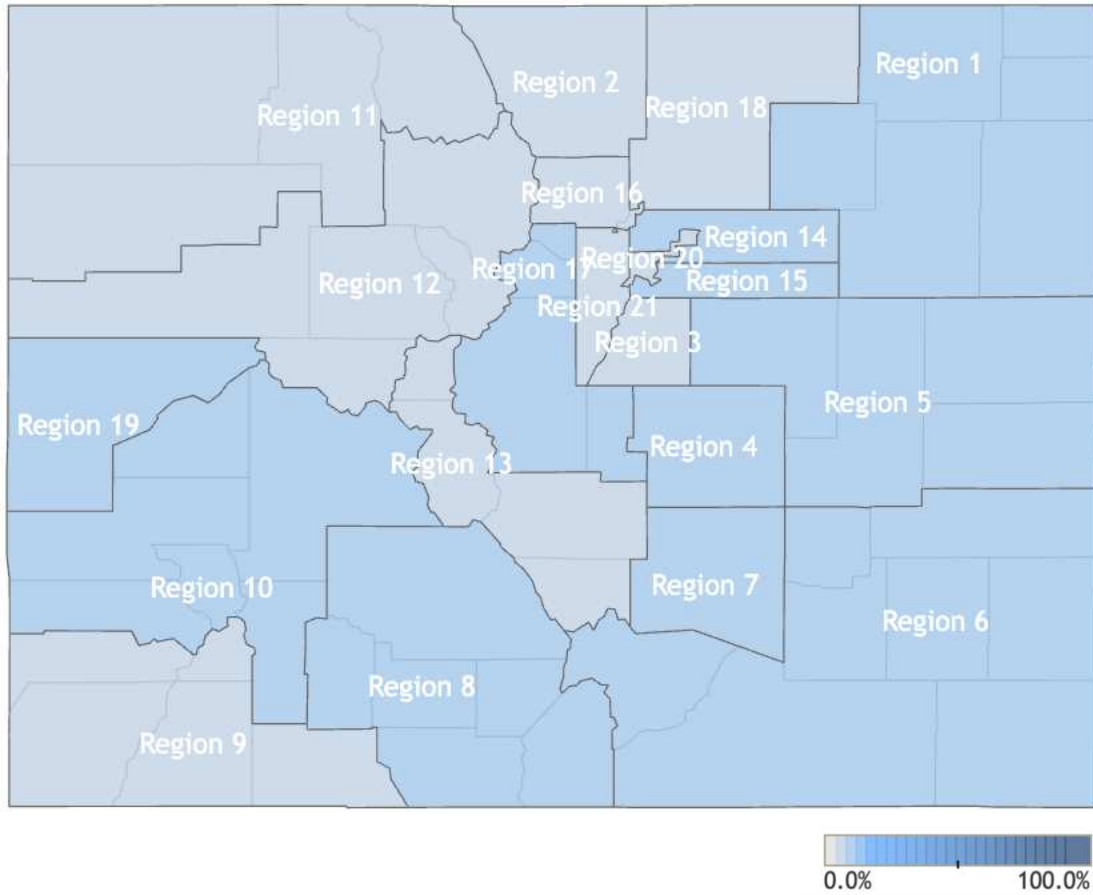 Region 1
Region 2
Region 18
Region 11
Region 16
Region 14
Region 20
Region 17
Region 12
Region 15
Region 21
Region 3
Region 5
Region 19
Region 4
Region 13
Region 7
Region 10
Region 6
Region 8
Region 9
0.0% 100.0%